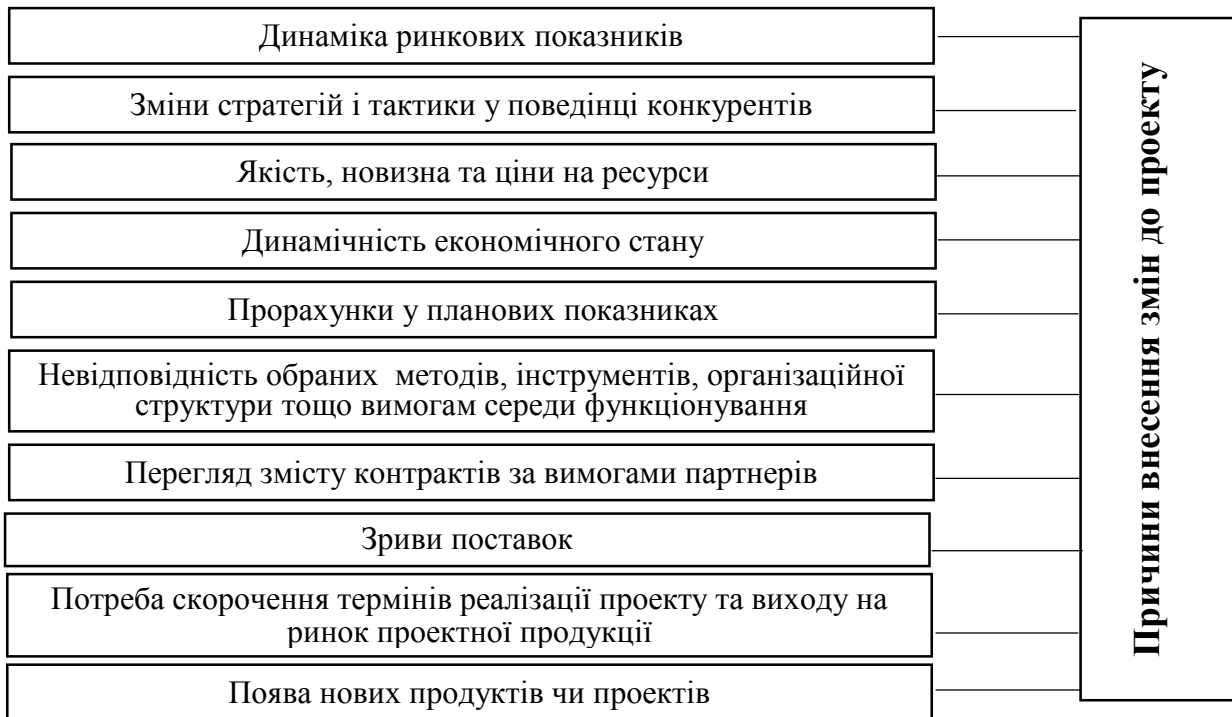 Динаміка ринкових показників
Зміни стратегій і тактики у поведінці конкурентів
Якість, новизна та ціни на ресурси
Динамічність економічного стану
Прорахунки у планових показниках
Невідповідність обраних методів, інструментів, організаційної
структури тощо вимогам середи функціонування
Перегляд змісту контрактів за вимогами партнерів
Зриви поставок
Потреба скорочення термінів реалізації проекту та виходу на
ринок проектної продукції
Поява нових продуктів чи проектів
Причини внесення змін до проекту